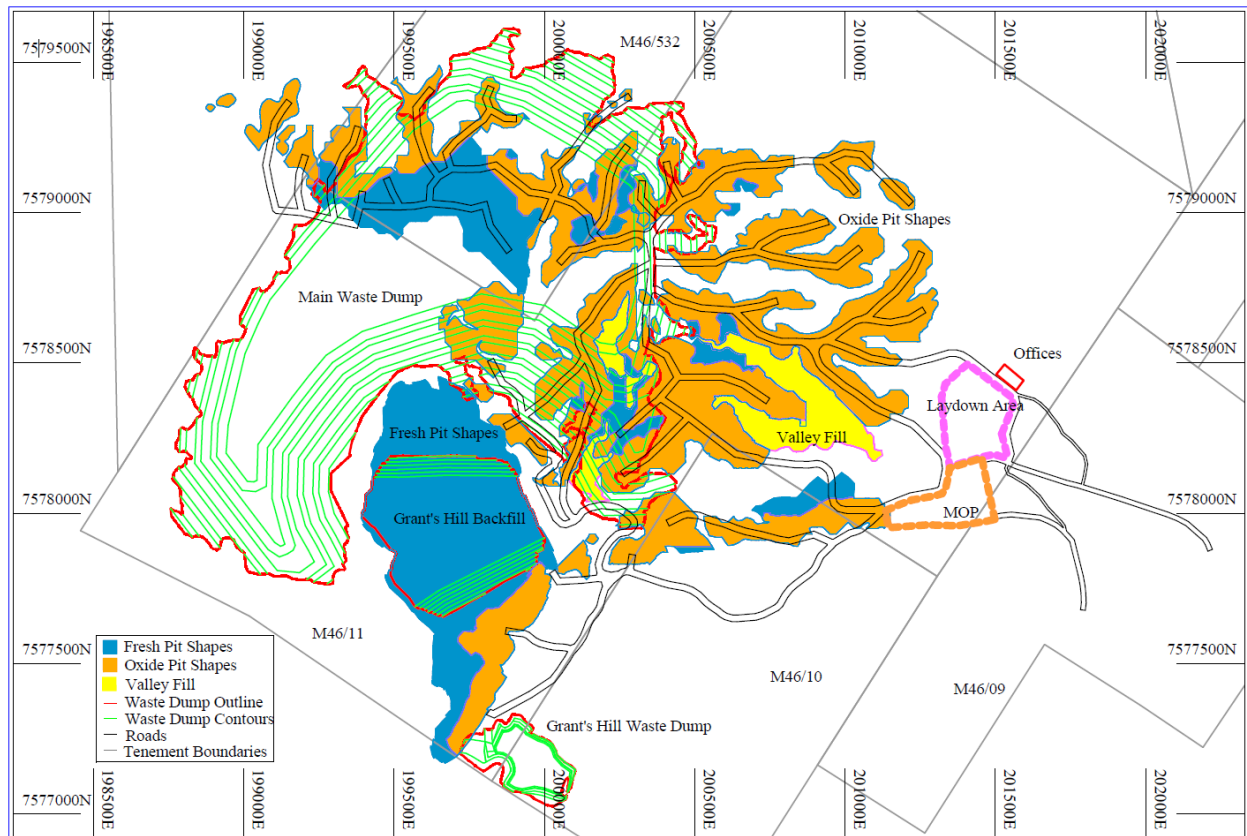 198500E
199000E
199500E
200000E
200500E
201000E
201500E
202000E
7579500N
7579500N
M46/532
7579000N
7579000N
Oxide Pit Shapes
Main Waste Dump
7578500N
7578500N
Offices
Laydown Area
Fresh Pit Shapes
Valley Fill
7578000N
7578000N
Grant's Hill Backfill
MOP
M46/11
Fresh Pit Shapes
Oxide Pit Shapes
Valley Fill
Waste Dump Outline
Waste Dump Contours
Roads
Tenement Boundaries
7577500N
7577500N
M46/10
M46/09
Grant's Hill Waste Dump
7577000N
7577000N
198500E
199000E
199500E
200000E
200500E
201000E
201500E
202000E